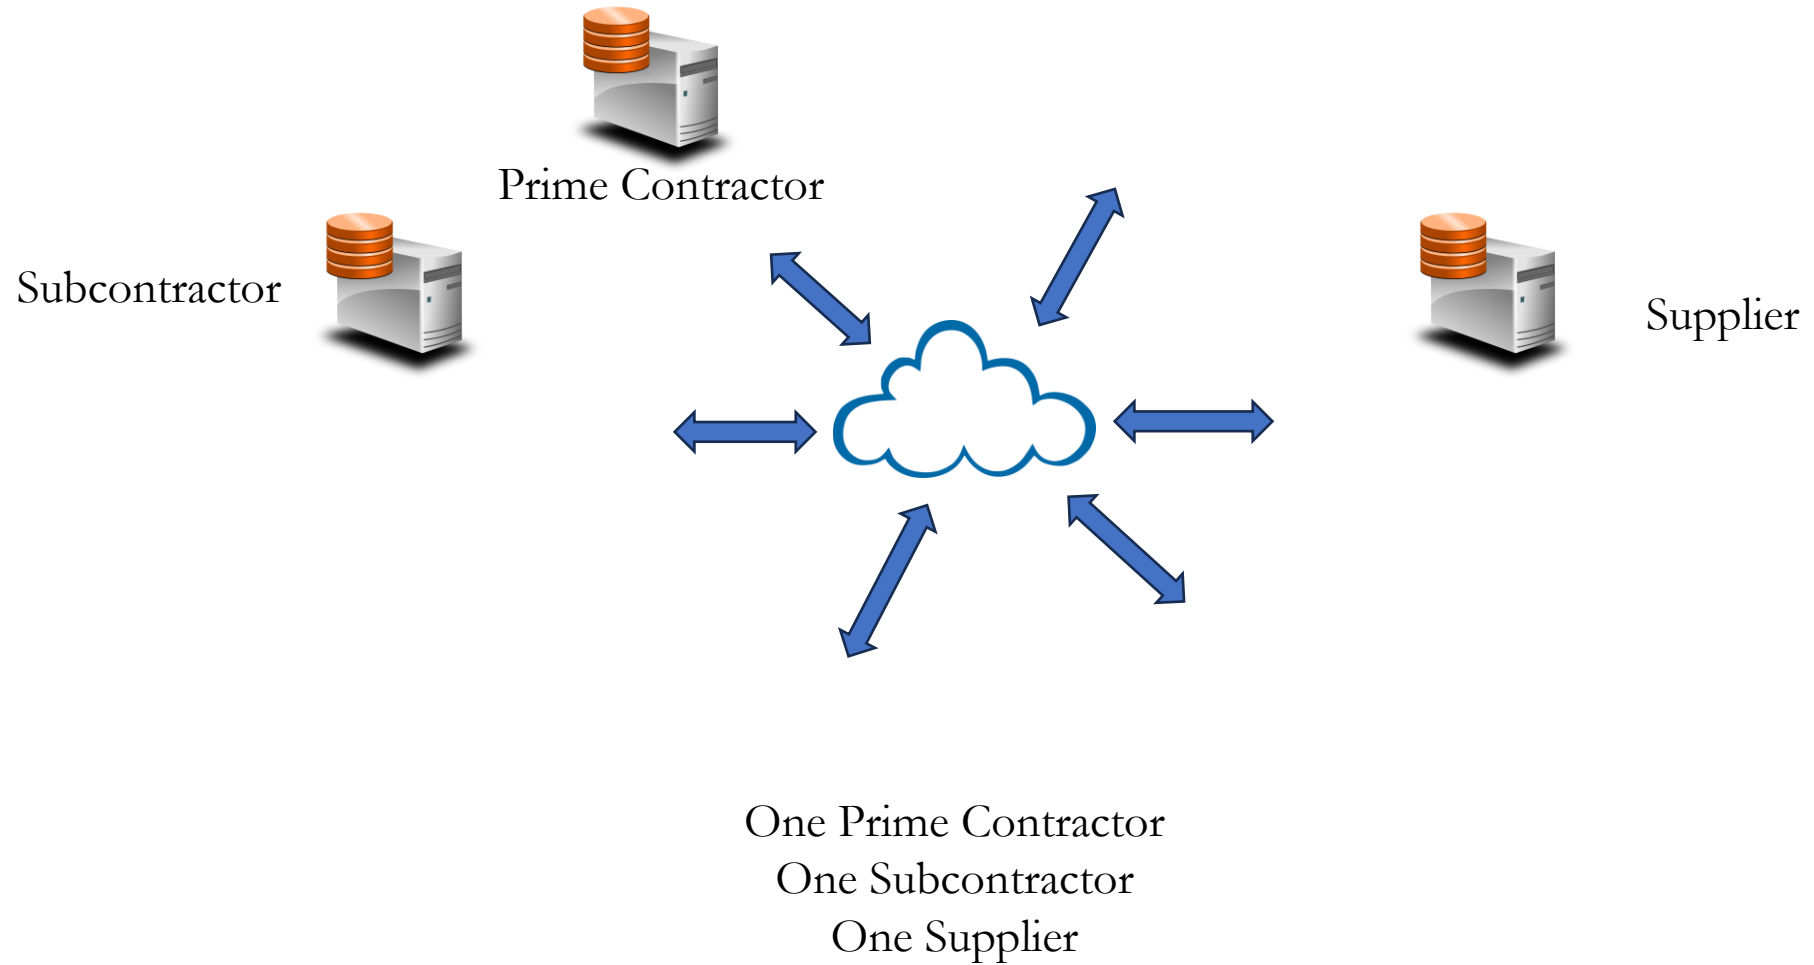 Prime Contractor
Subcontractor
Supplier
One Prime Contractor
One Subcontractor
One Supplier